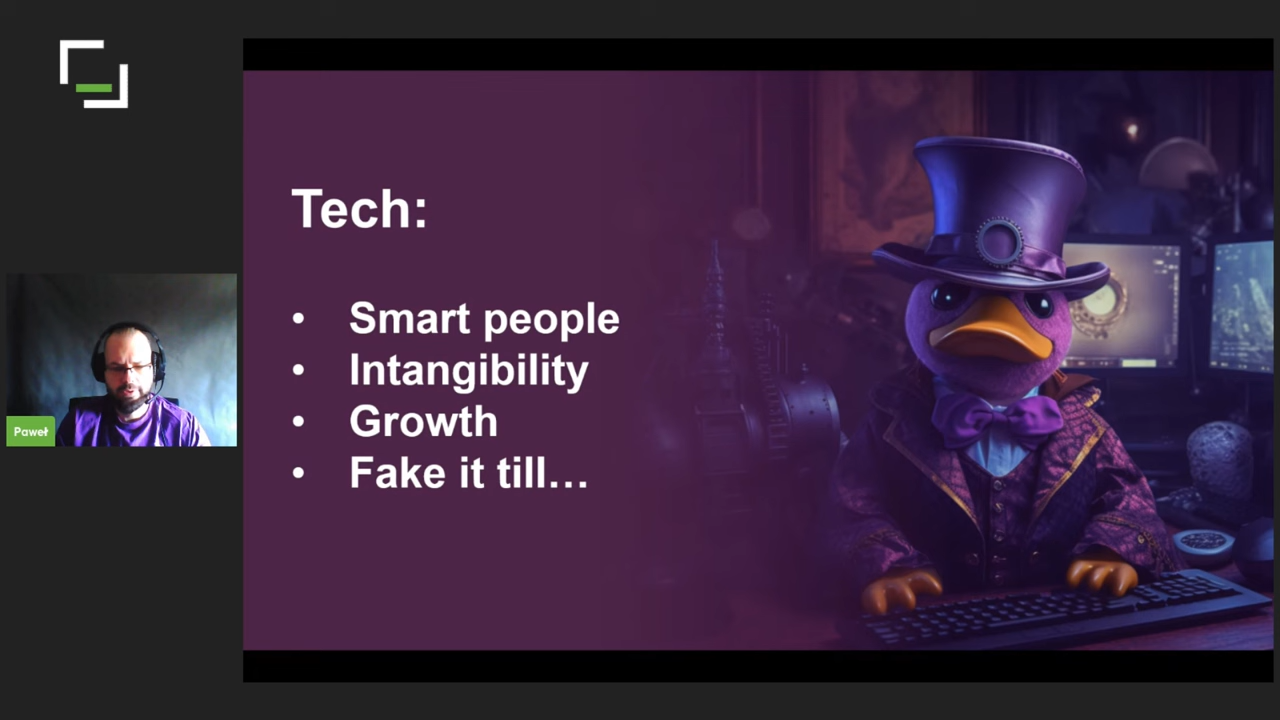 Tech:
• Smart people
• Intangibility
• Growth
• Fake it till…
Paweł